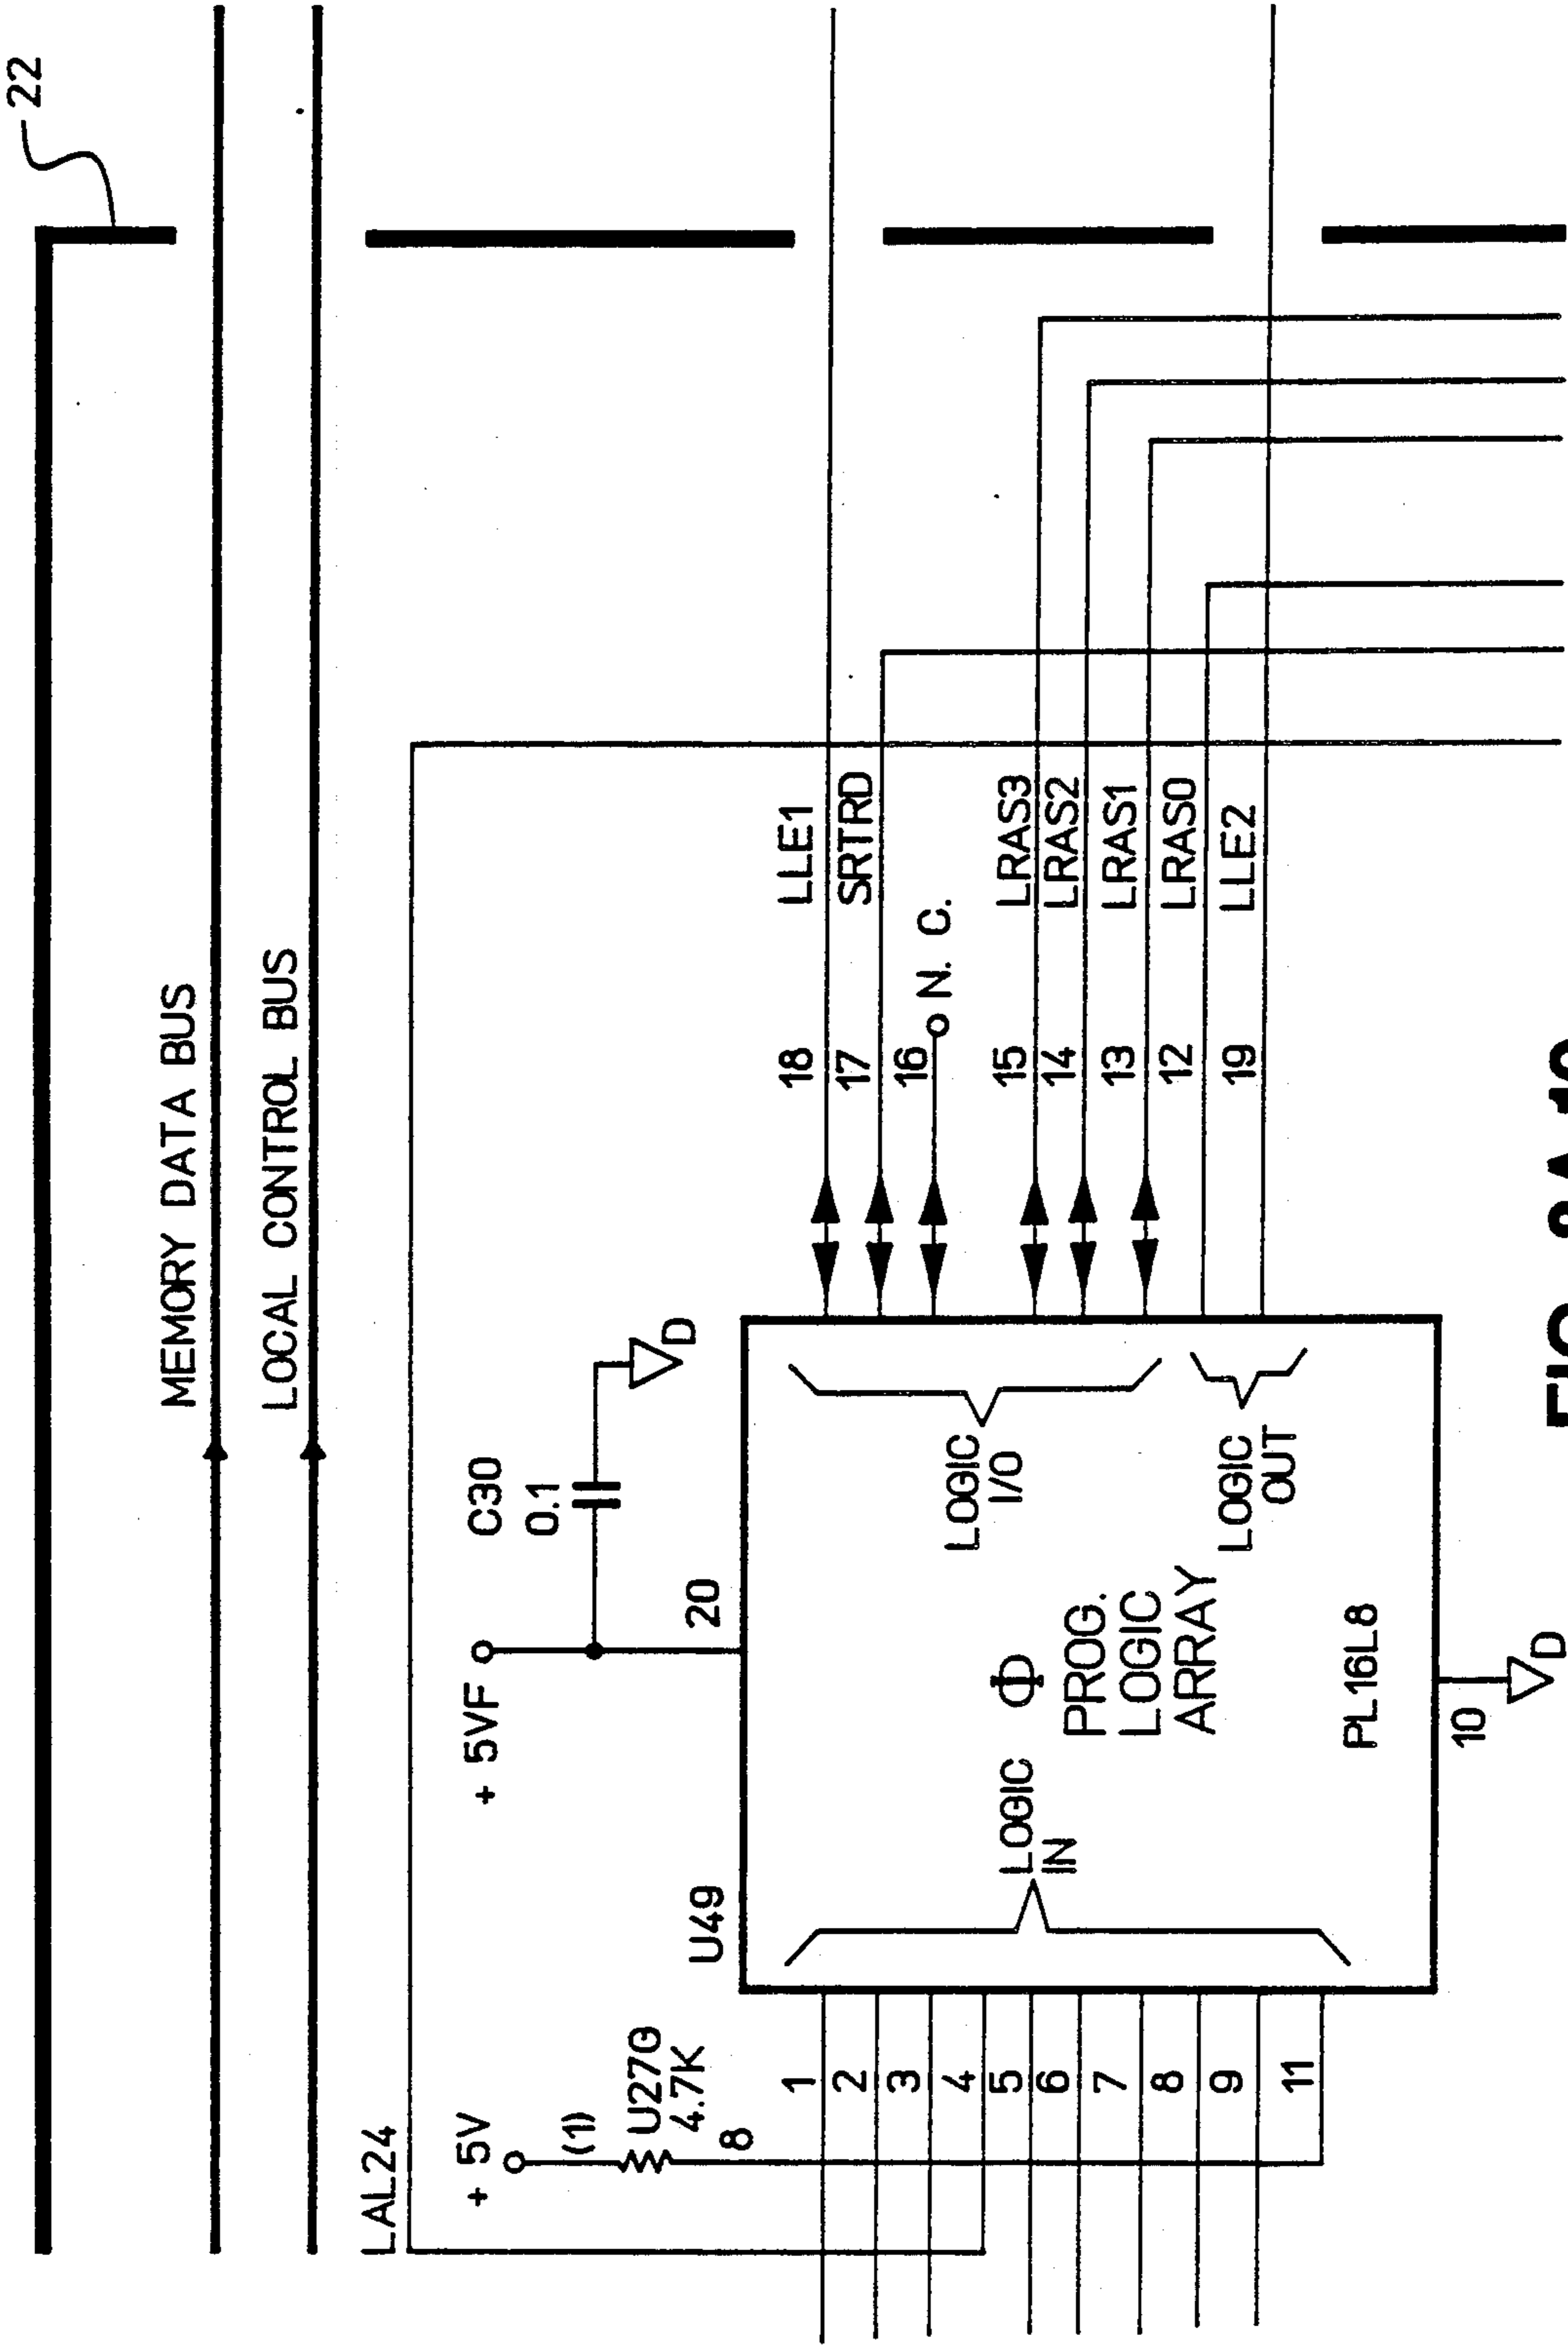 22
MEMORY DATA BUS
LOCAL CONTROL BUS
LAL24
+ 5V
(1)
U27G
4.7K
8
+ 5VF
C30
0.1
D
20
U49
1
2
3
4
5
6
7
8
9
11
LOGIC
IN
Φ
PROG.
LOGIC
ARRAY
PL16L8
LOGIC
I/O
LOGIC
OUT
18
LLE1
17
SRTRD
16
N. C.
15
LRAS3
14
LRAS2
13
LRAS1
12
LRAS0
19
LLE2
10
D